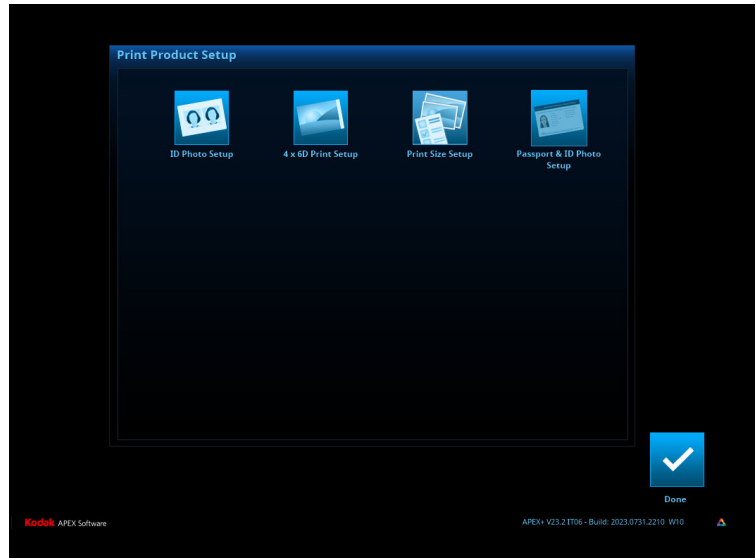 Print Product Setup
ID Photo Setup
4 x 6D Print Setup
Print Size Setup
Passport & ID Photo
Setup
Done
Kodak APEX Software
APEX+ V23.2 IT06 - Build: 2023.0731.2210 W10